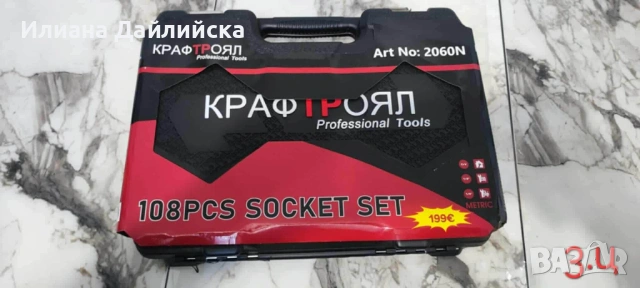 Илиана Дайлийска
КРАФТРОЯЛ
Professional Tools
Art No: 2060N
КРАФТРОЯЛ
Professional Tools
108PCS SOCKET SET
199€
METRIC
BAZAR